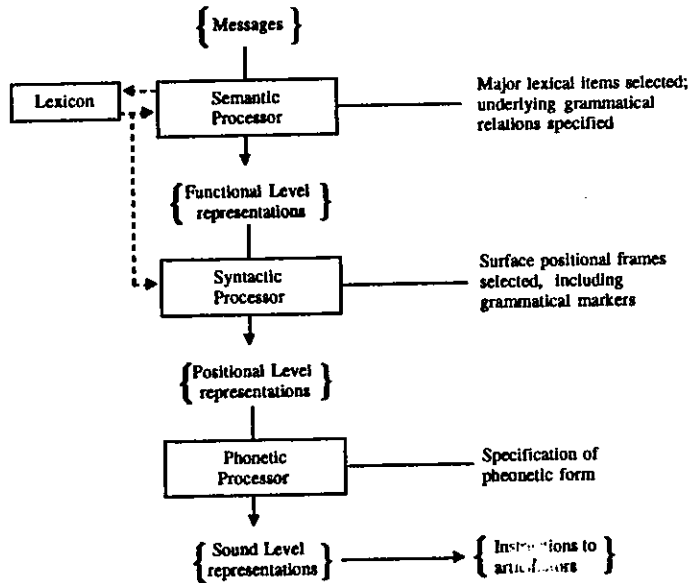 Messages
Lexicon
Semantic
Processor
Major lexical items selected;
underlying grammatical
relations specified
Functional Level
representations
Syntactic
Processor
Surface positional frames
selected, including
grammatical markers
Positional Level
representations
Phonetic
Processor
Specification of
pheonetic form
Sound Level
representations
to